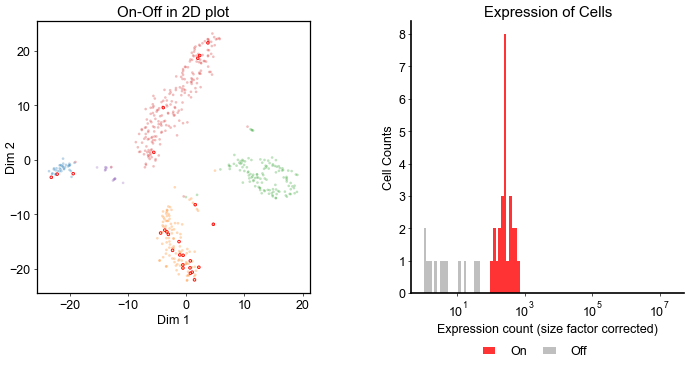 On-Off in 2D plot
Expression of Cells
20
10
0
−10
−20
Dim 2
−20 −10 0 10 20
Dim 1
8
7
6
5
4
3
2
1
0
Cell Counts
10^1 10^3 10^5 10^7
Expression count (size factor corrected)
On Off